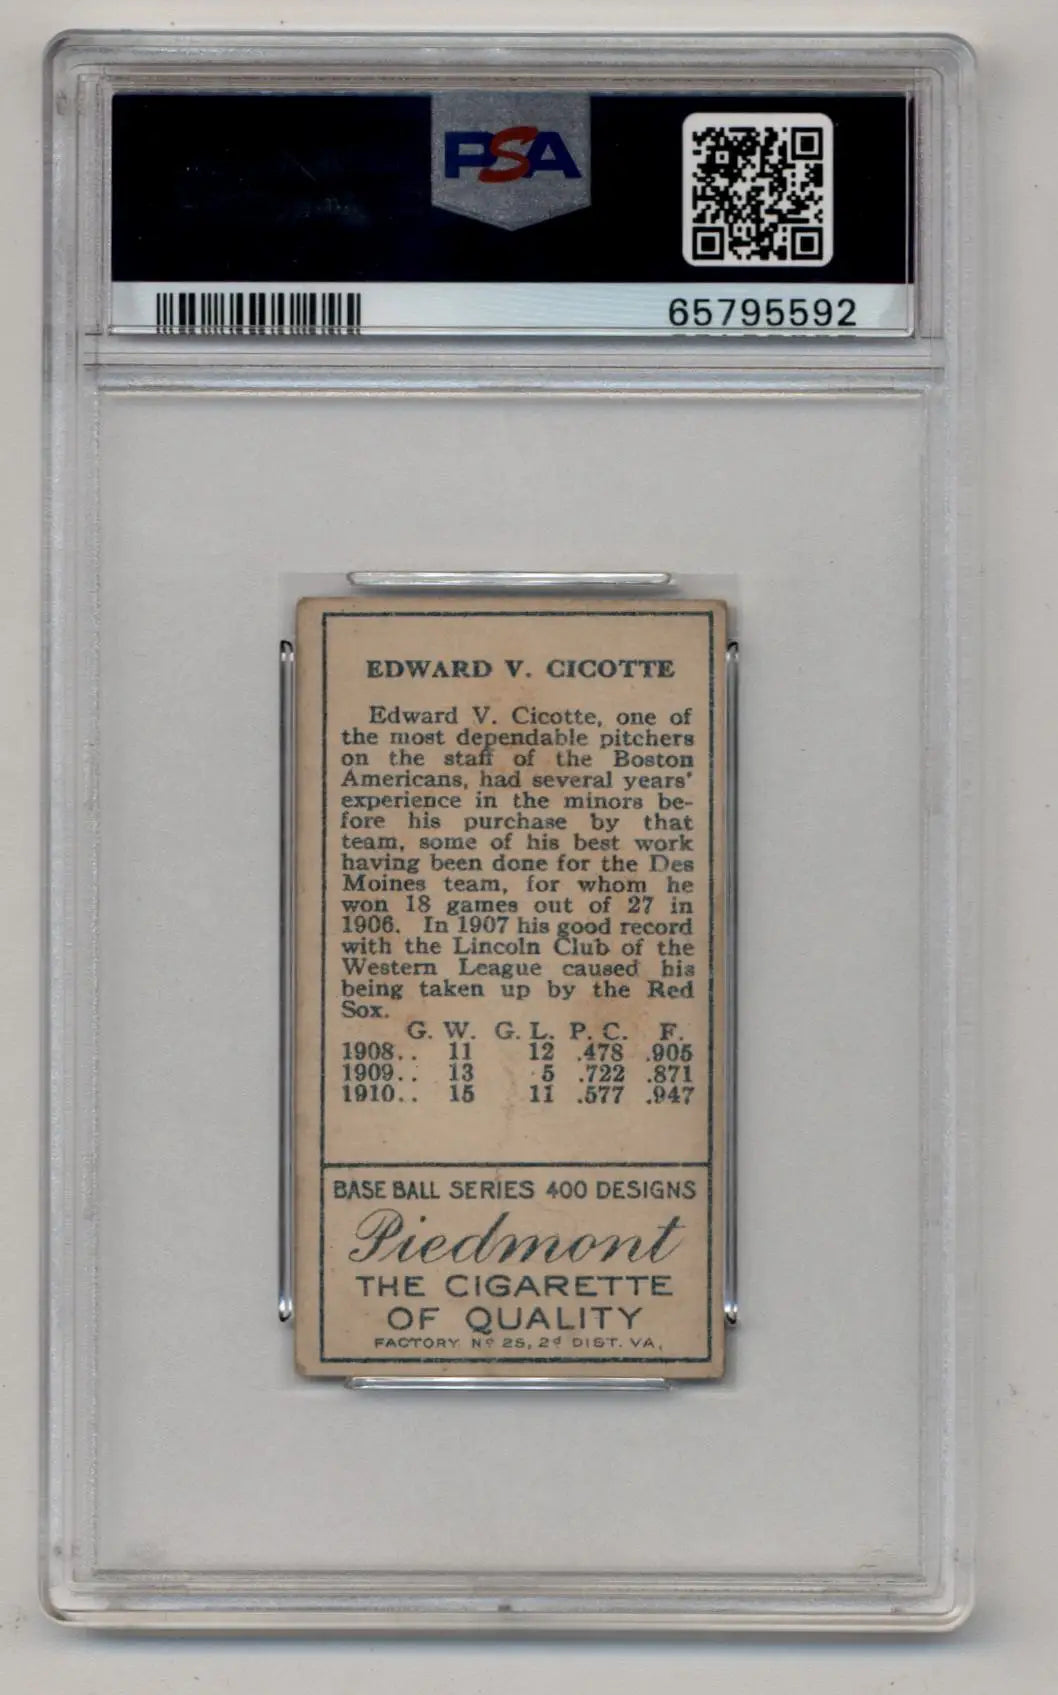 PSA
65795592
EDWARD V. CICOTTE
Edward V. Cicotte, one of
the most dependable pitchers
on the staff of the Boston
Americans, had several years'
experience in the minors be-
fore his purchase by that
team, some of his best work
having been done for the Des
Moines team, for whom he
won 18 games out of 27 in
1906. In 1907 his good record
with the Lincoln Club of the
Western League caused his
being taken up by the Red
Sox.
G. W. G. L. P. C. F.
1908.. 11 12 .478 .905
1909.. 13 5 .722 .871
1910.. 15 11 .577 .947
BASE BALL SERIES 400 DESIGNS
Piedmont
THE CIGARETTE
OF QUALITY
FACTORY Nº 25, 2d DIST. VA.